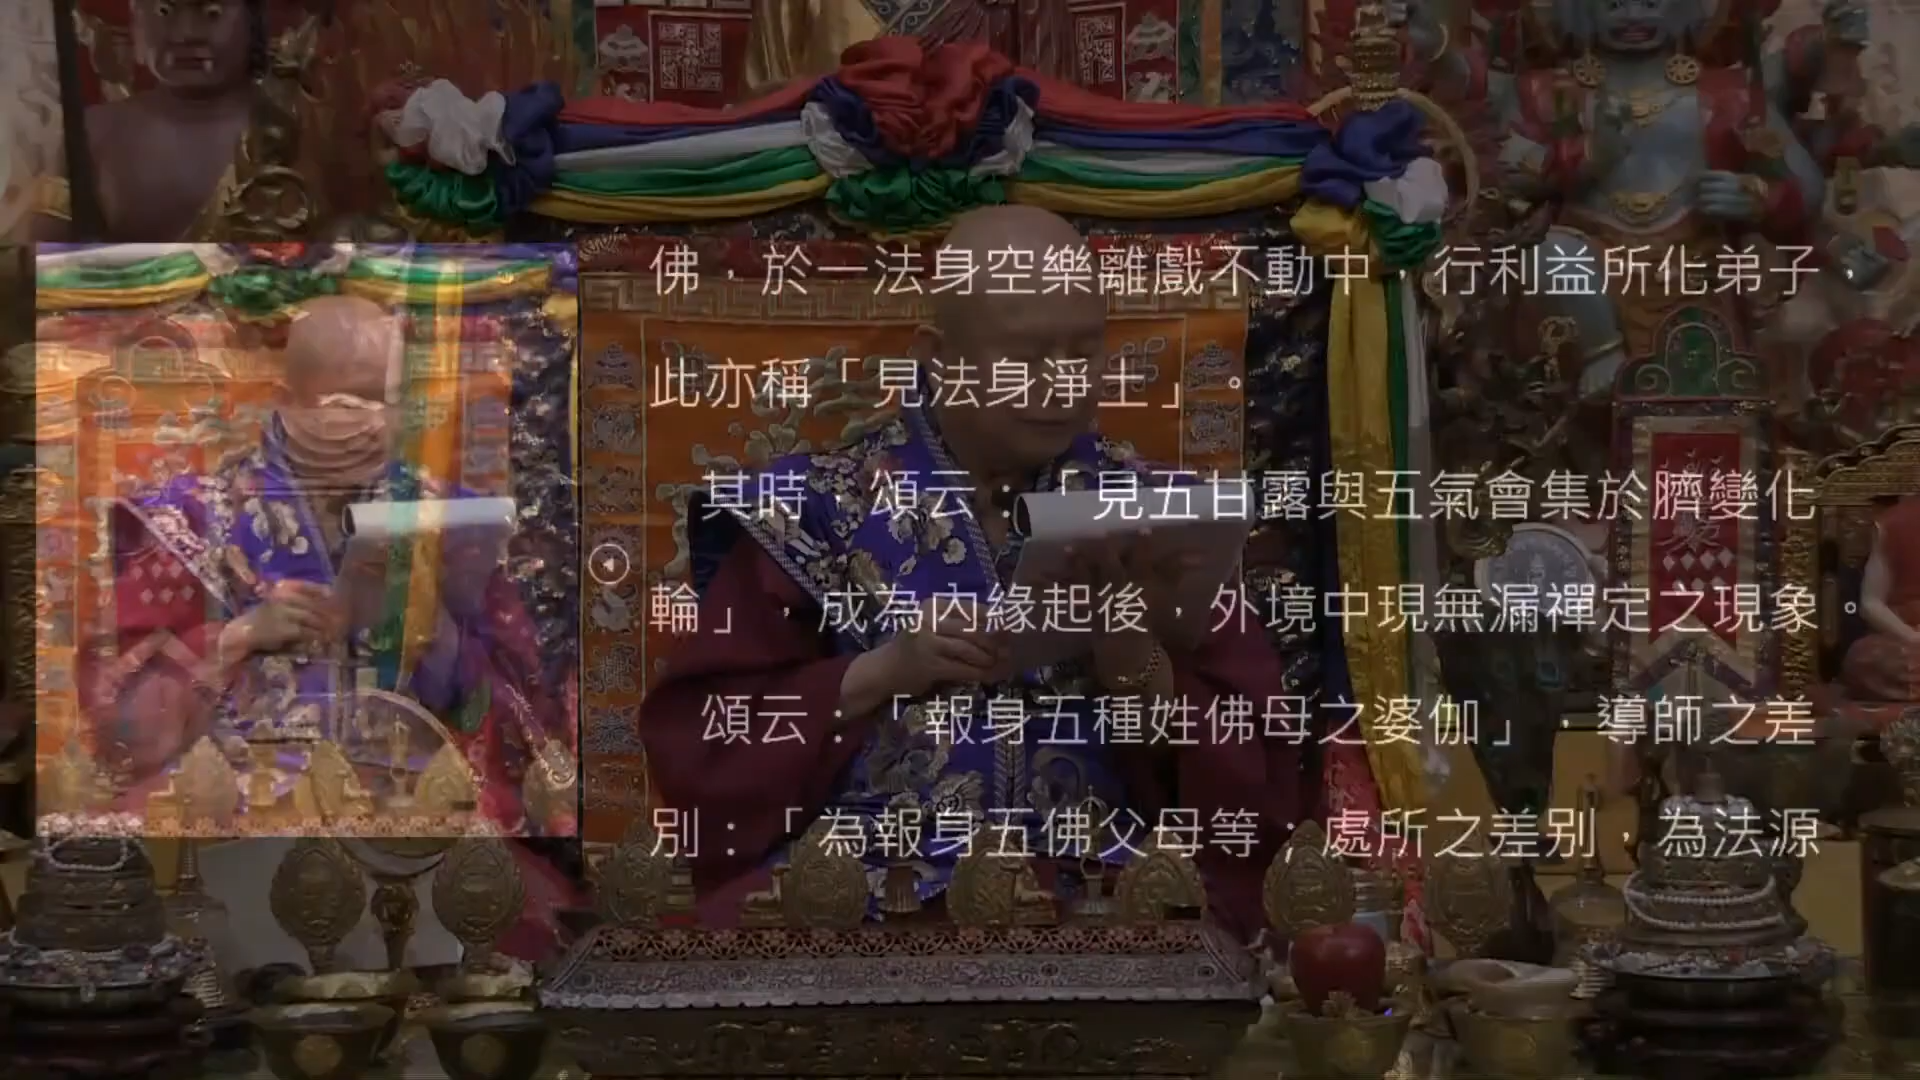 佛，於一法身空樂離戲不動中，行利益所化弟子，
此亦稱「見法身淨土」。
其時，頌云：「見五甘露與五氣會集於臍變化
輪」，成為內緣起後，外境中現無漏禪定之現象。
頌云：「報身五種姓佛母之婆伽」，導師之差
別：「為報身五佛父母等；處所之差別，為法源